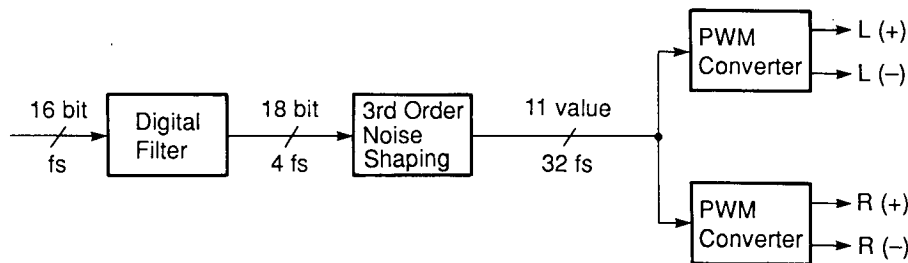 16 bit
fs
Digital
Filter
18 bit
4 fs
3rd Order
Noise
Shaping
11 value
32 fs
PWM
Converter
L (+)
L (–)
PWM
Converter
R (+)
R (–)